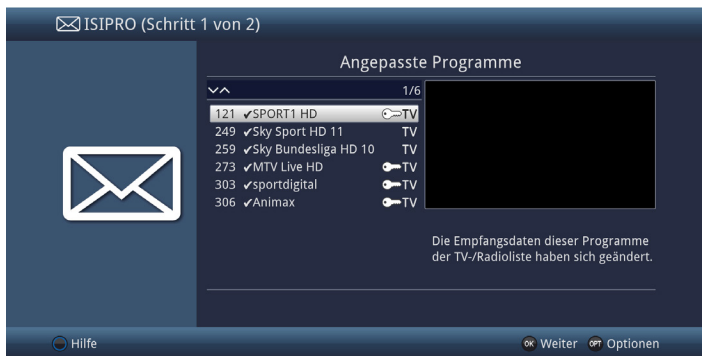 ISIPRO (Schritt 1 von 2)
Angepasste Programme
1/6
121 ✔SPORT1 HD TV
249 ✔Sky Sport HD 11 TV
259 ✔Sky Bundesliga HD 10 TV
273 ✔MTV Live HD TV
303 ✔sportdigital TV
306 ✔Animax TV
Die Empfangsdaten dieser Programme
der TV-/Radioliste haben sich geändert.
Hilfe
OK Weiter OPT Optionen